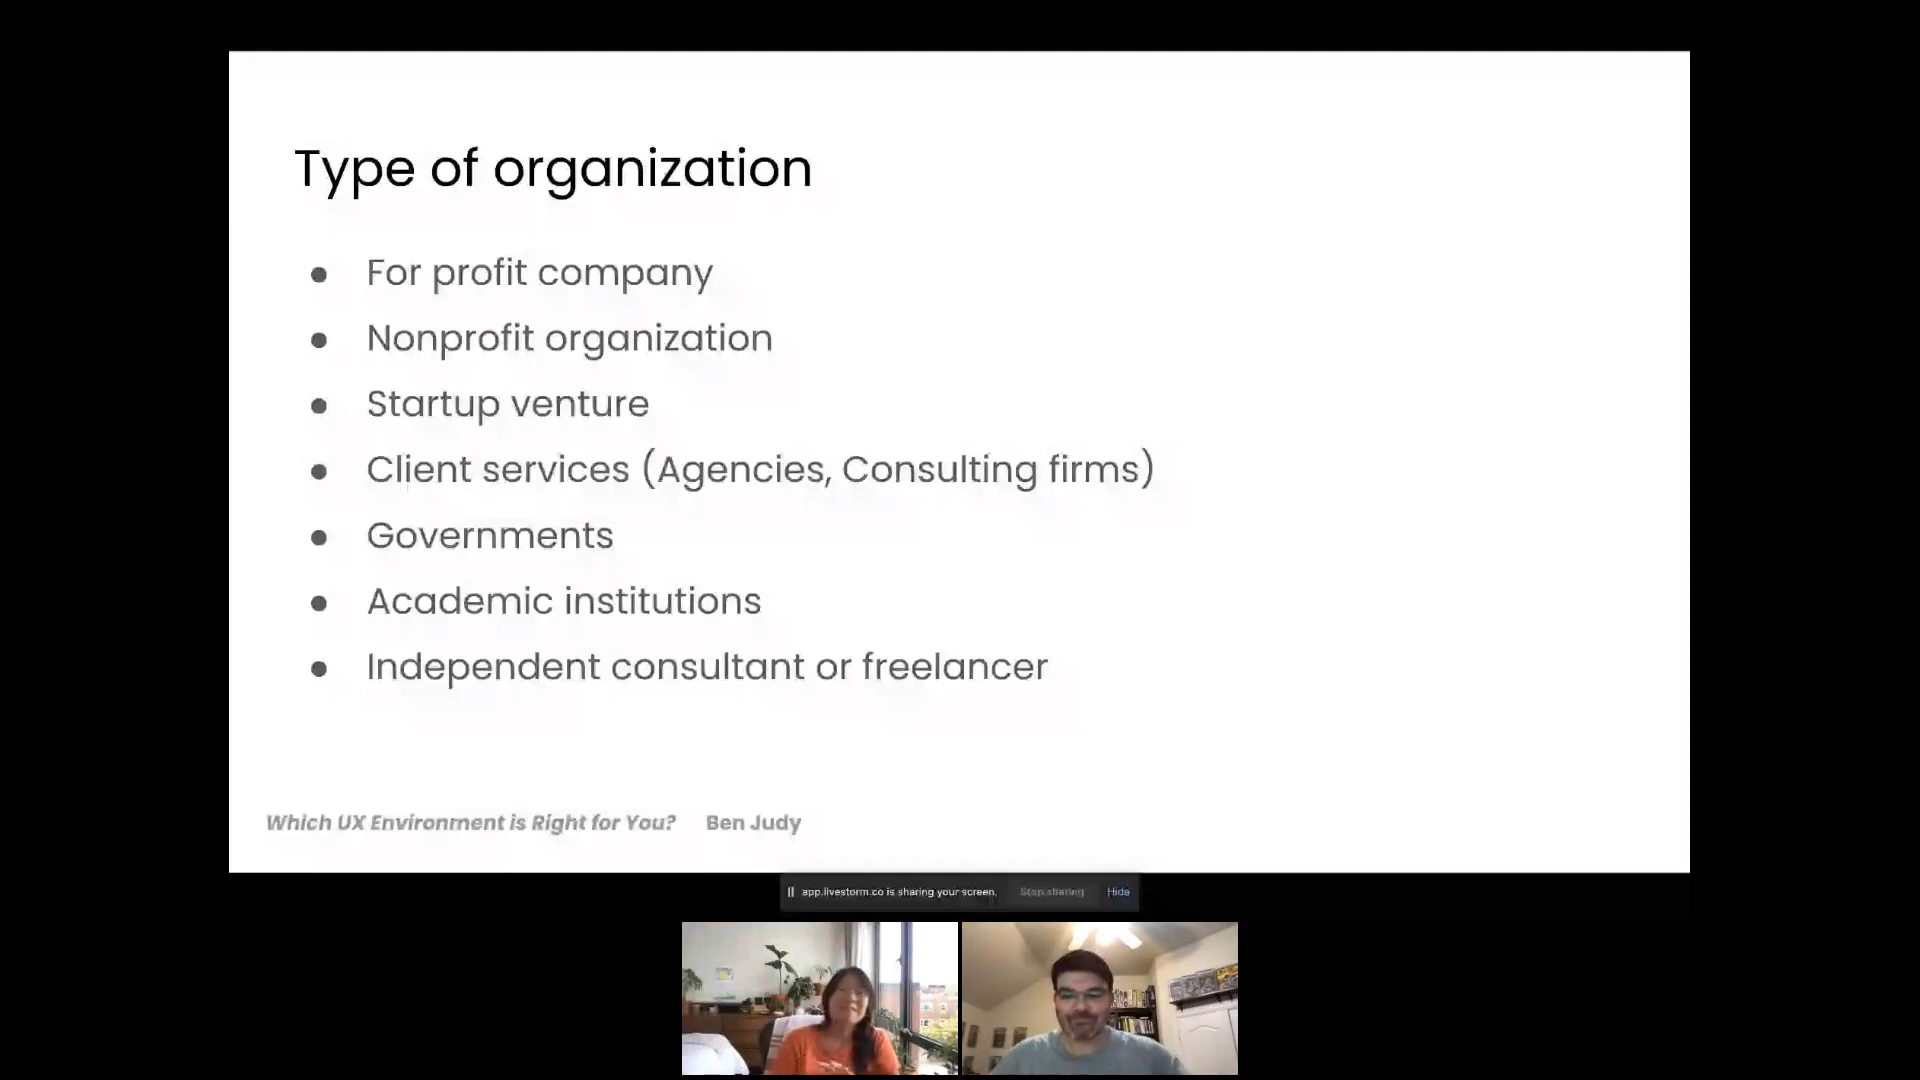 Type of organization
● For profit company
● Nonprofit organization
● Startup venture
● Client services (Agencies, Consulting firms)
● Governments
● Academic institutions
● Independent consultant or freelancer
Which UX Environment is Right for You? Ben Judy
app.livestorm.co is sharing your screen. Stop sharing Hide